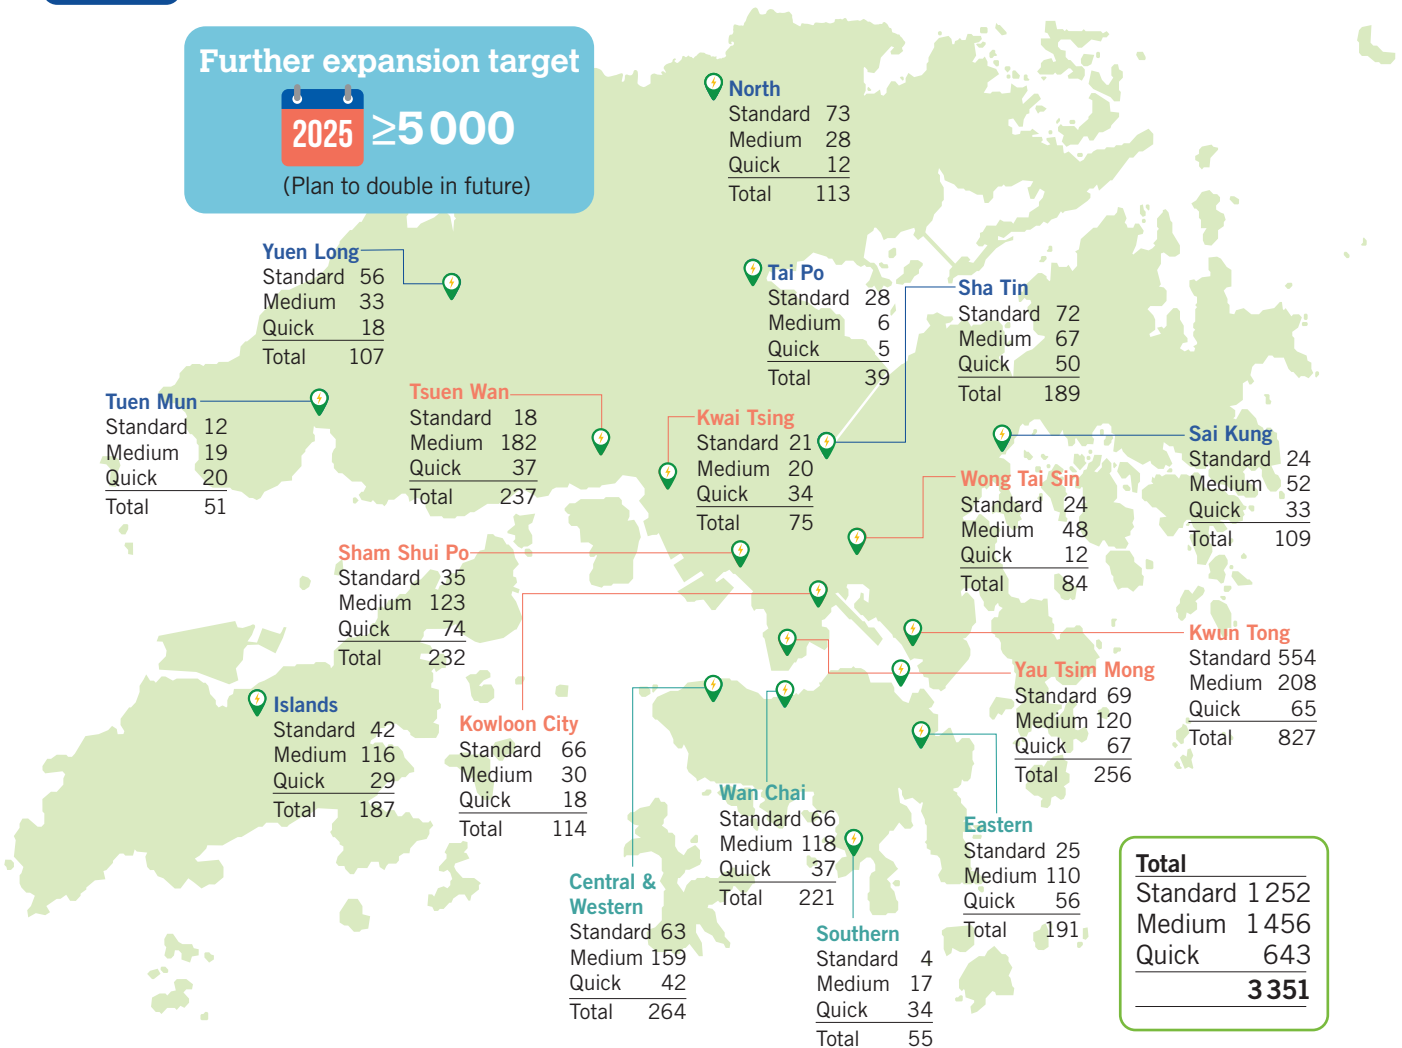 Further expansion target
2025 ≥5 000
(Plan to double in future)
North
Standard 73
Medium 28
Quick 12
Total 113
Yuen Long
Standard 56
Medium 33
Quick 18
Total 107
Tai Po
Standard 28
Medium 6
Quick 5
Total 39
Sha Tin
Standard 72
Medium 67
Quick 50
Total 189
Tuen Mun
Standard 12
Medium 19
Quick 20
Total 51
Tsuen Wan
Standard 18
Medium 182
Quick 37
Total 237
Kwai Tsing
Standard 21
Medium 20
Quick 34
Total 75
Sai Kung
Standard 24
Medium 52
Quick 33
Total 109
Wong Tai Sin
Standard 24
Medium 48
Quick 12
Total 84
Sham Shui Po
Standard 35
Medium 123
Quick 74
Total 232
Kwun Tong
Standard 554
Medium 208
Quick 65
Total 827
Yau Tsim Mong
Standard 69
Medium 120
Quick 67
Total 256
Islands
Standard 42
Medium 116
Quick 29
Total 187
Kowloon City
Standard 66
Medium 30
Quick 18
Total 114
Wan Chai
Standard 66
Medium 118
Quick 37
Total 221
Eastern
Standard 25
Medium 110
Quick 56
Total 191
Central &
Western
Standard 63
Medium 159
Quick 42
Total 264
Southern
Standard 4
Medium 17
Quick 34
Total 55
Total
Standard 1 252
Medium 1 456
Quick 643
3 351